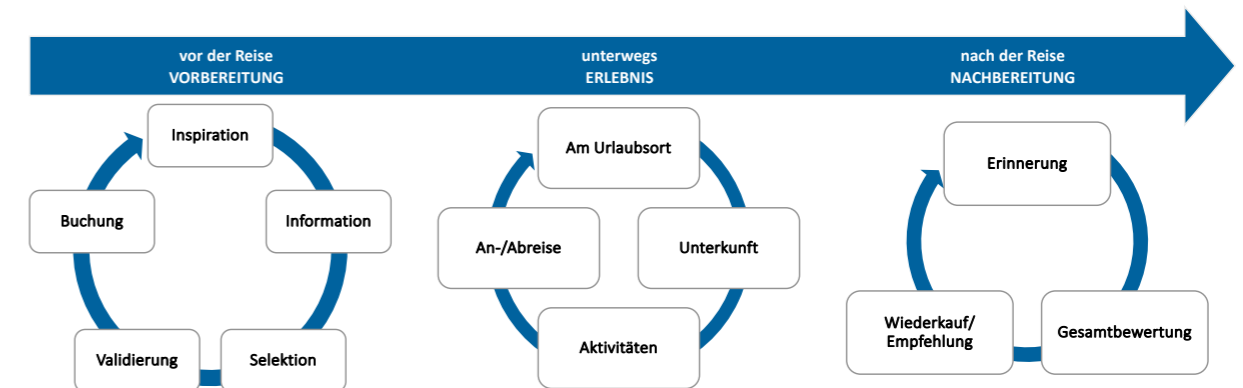 vor der Reise
VORBEREITUNG
unterwegs
ERLEBNIS
nach der Reise
NACHBEREITUNG
Inspiration
Information
Selektion
Validierung
Buchung
Am Urlaubsort
Unterkunft
Aktivitäten
An-/Abreise
Erinnerung
Gesamtbewertung
Wiederkauf/
Empfehlung